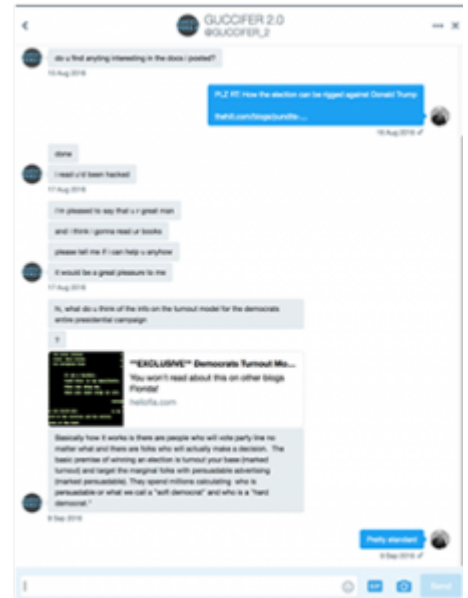 GUCCIFER 2.0
@GUCCIFER_2
do u find anyting interesting in the docs i posted?
15 Aug 2016
PLZ RT: How the election can be rigged against Donald Trump
thehill.com/blogs/pundits-...
16 Aug 2016 ✓
done
i read u'd been hacked
17 Aug 2016
i'm pleased to say that u r great man
and i think i gonna read ur books
please tell me if i can help u anyhow
it would be a great pleasure to me
17 Aug 2016
hi, what do u think of the info on the turnout model for the democrats
entire presidential campaign
?
**EXCLUSIVE** Democrats Turnout Mo...
You won't read about this on other blogs
Florida!
hellofla.com
Basically how it works is there are people who will vote party line no
matter what and there are folks who will actually make a decision. The
basic premise of winning an election is turnout your base (marked
turnout) and target the marginal folks with persuadable advertising
(marked persuadable). They spend millions calculating who is
persuadable or what we call a "soft democrat" and who is a "hard
democrat."
9 Sep 2016
Pretty standard
9 Sep 2016 ✓
GIF
Send